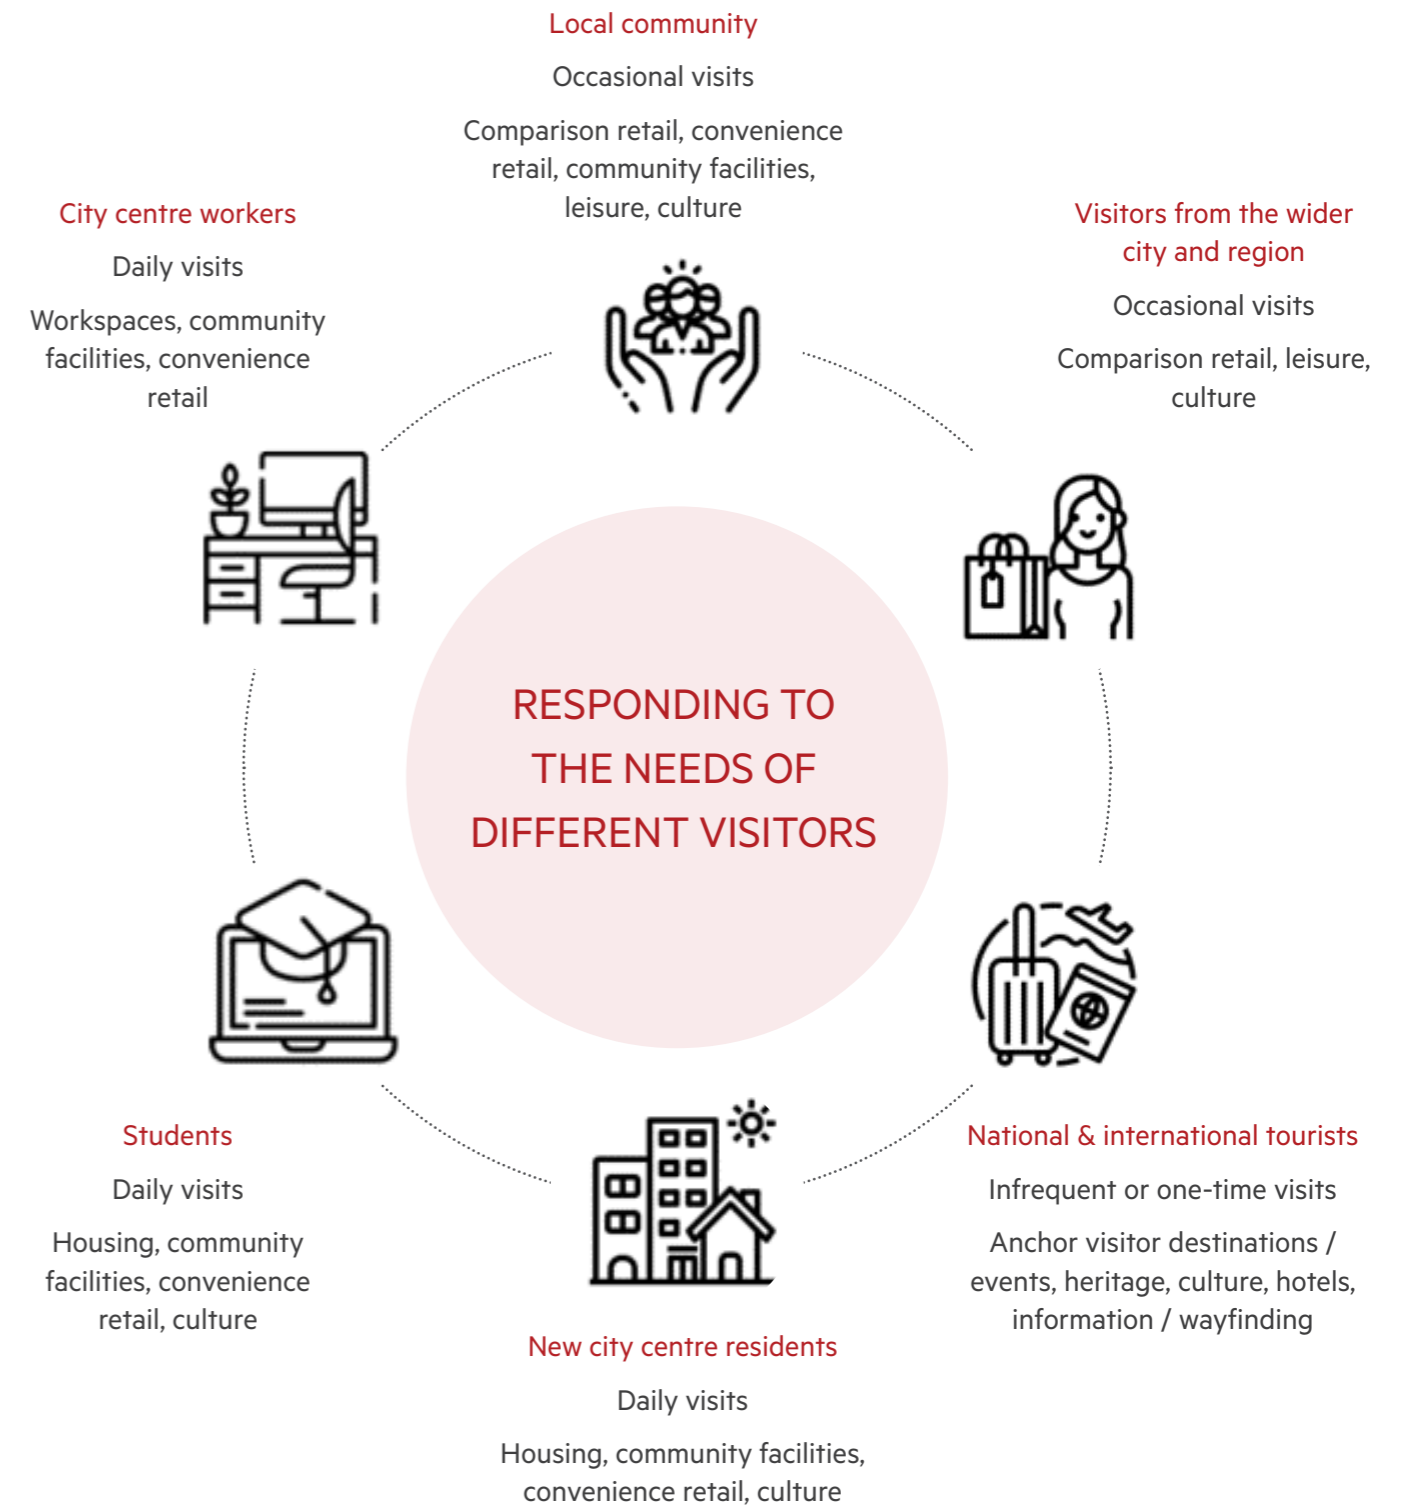 Local community
Occasional visits
Comparison retail, convenience
retail, community facilities,
leisure, culture
City centre workers
Daily visits
Workspaces, community
facilities, convenience
retail
Visitors from the wider
city and region
Occasional visits
Comparison retail, leisure,
culture
RESPONDING TO
THE NEEDS OF
DIFFERENT VISITORS
Students
Daily visits
Housing, community
facilities, convenience
retail, culture
National & international tourists
Infrequent or one-time visits
Anchor visitor destinations /
events, heritage, culture, hotels,
information / wayfinding
New city centre residents
Daily visits
Housing, community facilities,
convenience retail, culture